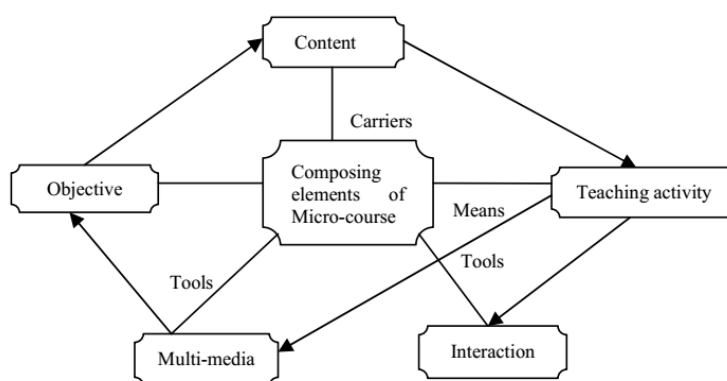 Content
Carriers
Composing
elements of
Micro-course
Objective
Teaching activity
Means
Tools
Tools
Multi-media
Interaction